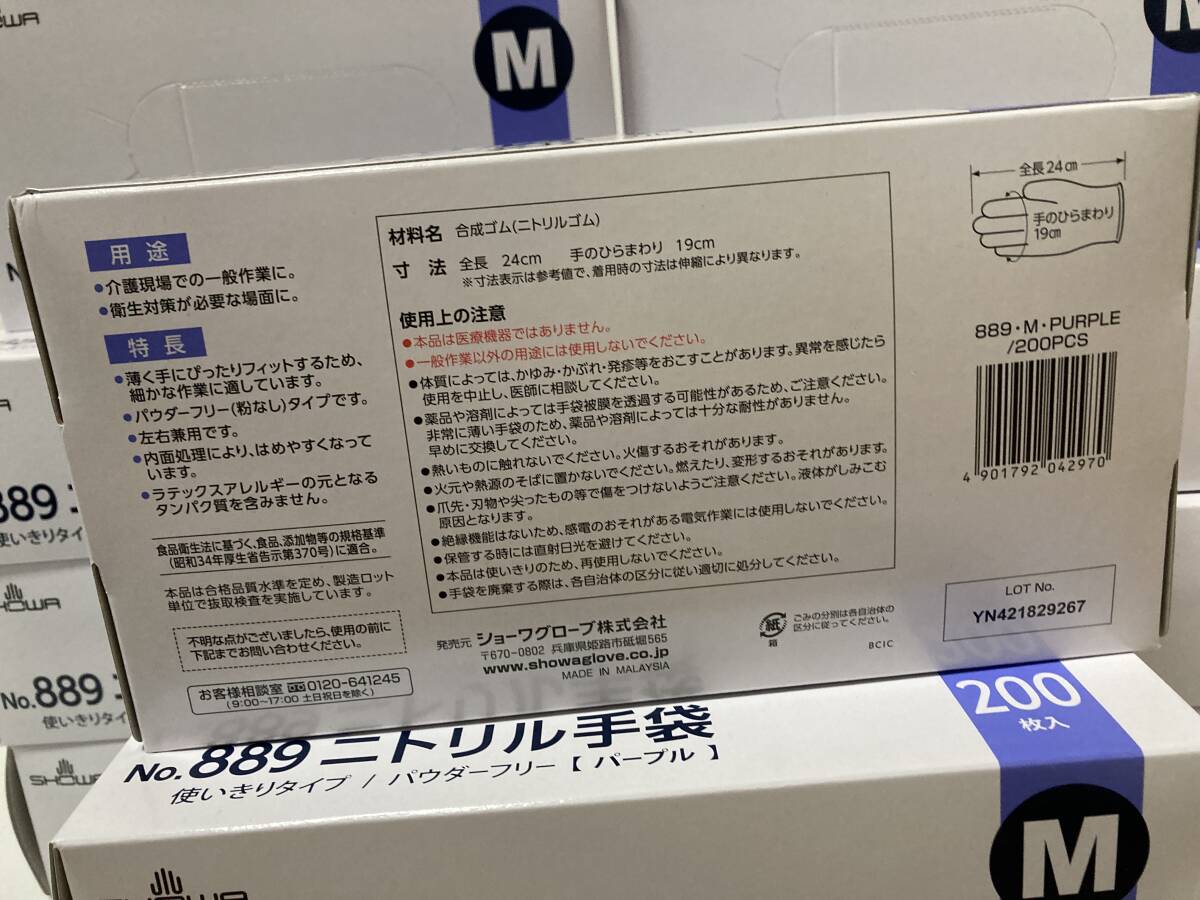 SHOWA
M
M
用途
●介護現場での一般作業に。
●衛生対策が必要な場面に。
特長
●薄く手にぴったりフィットするため、
細かな作業に適しています。
●パウダーフリー(粉なし)タイプです。
●左右兼用です。
●内面処理により、はめやすくなって
います。
●ラテックスアレルギーの元となる
タンパク質を含みません。
食品衛生法に基づく、食品、添加物等の規格基準
(昭和34年厚生省告示第370号)に適合。
本品は合格品質水準を定め、製造ロット
単位で抜取検査を実施しています。
不明な点がございましたら、使用の前に
下記までお問い合わせください。
お客様相談室 0120-641245
(9:00~17:00 土日祝日を除く)
材料名 合成ゴム(ニトリルゴム)
寸法 全長 24cm 手のひらまわり 19cm
※寸法表示は参考値で、着用時の寸法は伸縮により異なります。
使用上の注意
●本品は医療機器ではありません。
●一般作業以外の用途には使用しないでください。
●体質によっては、かゆみ・かぶれ・発疹等をおこすことがあります。異常を感じたら
使用を中止し、医師に相談してください。
●薬品や溶剤によっては手袋被膜を透過する可能性があるため、ご注意ください。
非常に薄い手袋のため、薬品や溶剤によっては十分な耐性がありません。
早めに交換してください。
●熱いものに触れないでください。火傷するおそれがあります。
●火元や熱源のそばに置かないでください。燃えたり、変形するおそれがあります。
●爪先・刃物や尖ったもの等で傷をつけないようご注意ください。液体がしみこむ
原因となります。
●絶縁機能はないため、感電のおそれがある電気作業には使用しないでください。
●保管する時には直射日光を避けてください。
●本品は使いきりのため、再使用しないでください。
●手袋を廃棄する際は、各自治体の区分に従い適切に処分してください。
発売元 ショーワグローブ株式会社
〒670-0802 兵庫県姫路市砥堀565
www.showaglove.co.jp
MADE IN MALAYSIA
紙
箱
ごみの分別は各自治体の
区分に従ってください。
BCIC
全長24cm
手のひらまわり
19cm
889・M・PURPLE
/200PCS
4 901792 042970
LOT No.
YN421829267
889
使いきりタイ
SHOWA
No.889
使いきりタイ
SHOWA
No.889 ニトリル手袋
使いきりタイプ / パウダーフリー【 パープル 】
200
枚入
M
SHOWA